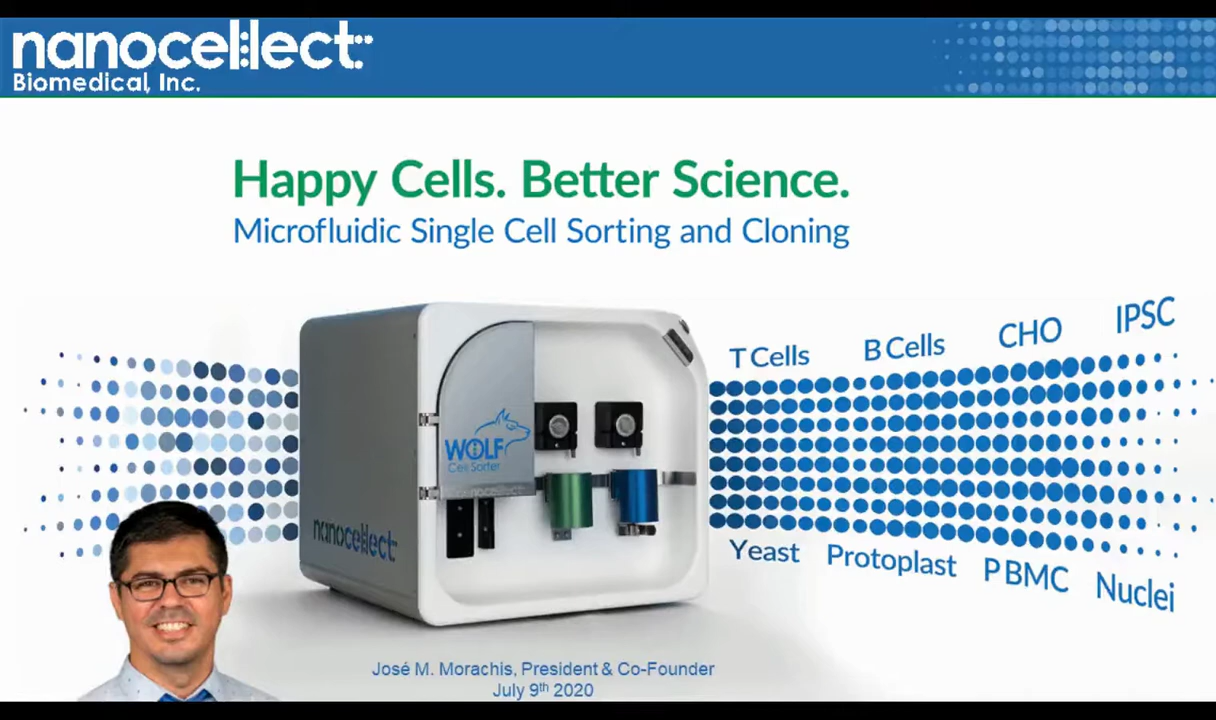 nanocellect
Biomedical, Inc.
Happy Cells. Better Science.
Microfluidic Single Cell Sorting and Cloning
T Cells
B Cells
CHO
IPSC
WOLF
Cell Sorter
nanocellect
nanocellect
Yeast
Protoplast
PBMC
Nuclei
José M. Morachis, President & Co-Founder
July 9th 2020